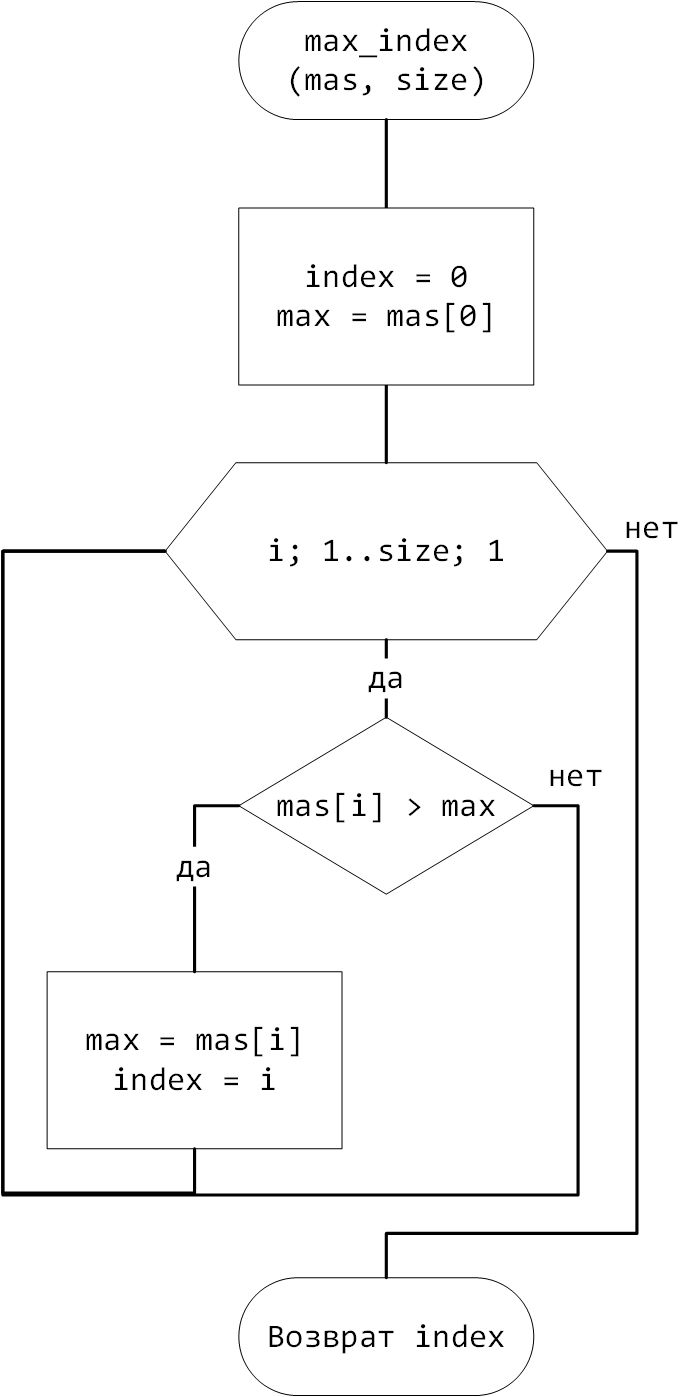 max_index
(mas, size)
index = 0
max = mas[0]
нет
i; 1..size; 1
да
нет
mas[i] > max
да
max = mas[i]
index = i
Возврат index